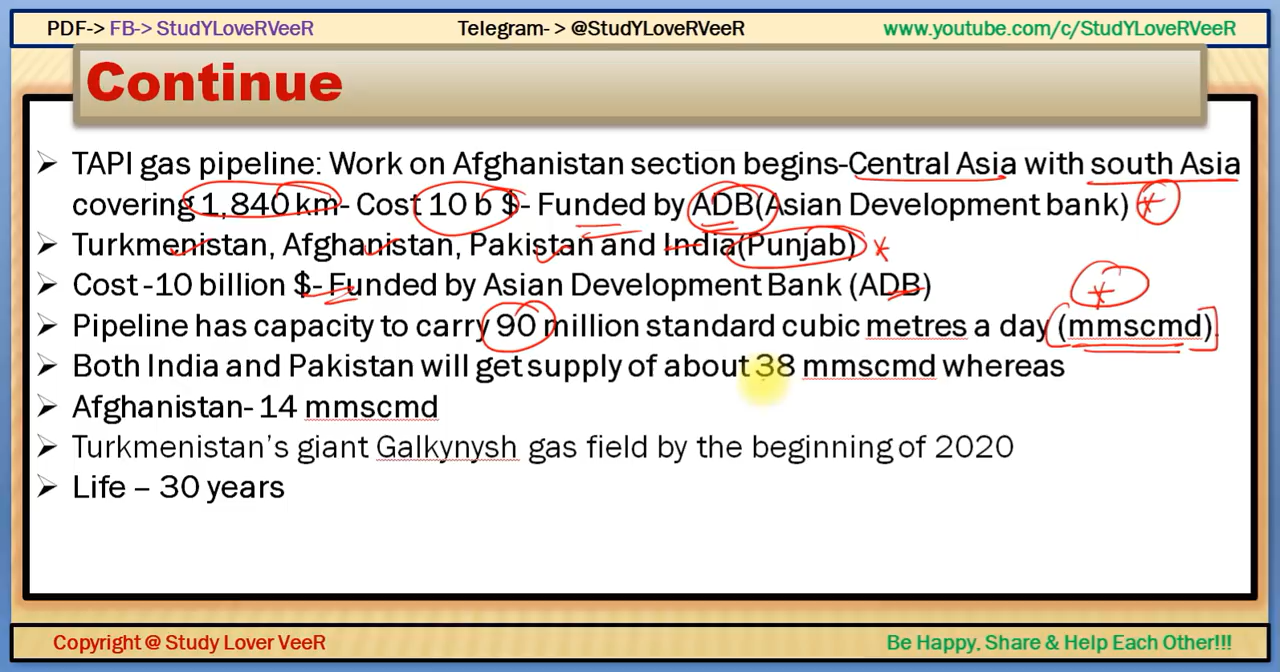 PDF-> FB-> StudYLoveRVeeR Telegram- > @StudYLoveRVeeR www.youtube.com/c/StudYLoveRVeeR
Continue
➢ TAPI gas pipeline: Work on Afghanistan section begins-Central Asia with south Asia
covering 1,840 km- Cost 10 b $- Funded by ADB(Asian Development bank)
➢ Turkmenistan, Afghanistan, Pakistan and India(Punjab)
➢ Cost -10 billion $- Funded by Asian Development Bank (ADB)
➢ Pipeline has capacity to carry 90 million standard cubic metres a day (mmscmd).
➢ Both India and Pakistan will get supply of about 38 mmscmd whereas
➢ Afghanistan- 14 mmscmd
➢ Turkmenistan’s giant Galkynysh gas field by the beginning of 2020
➢ Life – 30 years
Copyright @ Study Lover VeeR Be Happy, Share & Help Each Other!!!